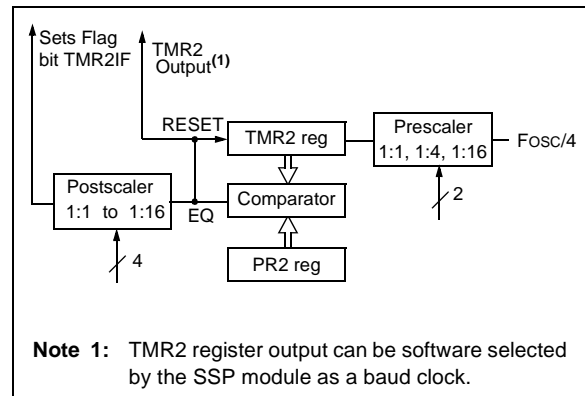 Sets Flag
bit TMR2IF
TMR2
Output(1)
RESET
TMR2 reg
Prescaler
1:1, 1:4, 1:16
FOSC/4
2
Postscaler
1:1 to 1:16
EQ
Comparator
4
PR2 reg
Note 1: TMR2 register output can be software selected
by the SSP module as a baud clock.